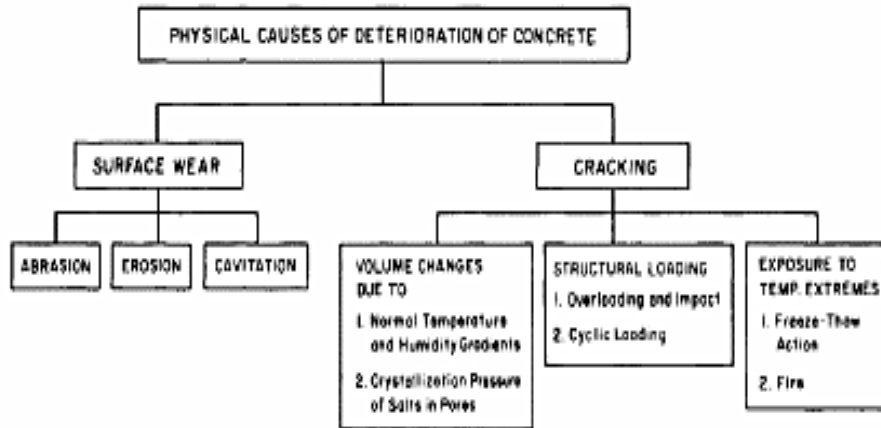 PHYSICAL CAUSES OF DETERIORATION OF CONCRETE
SURFACE WEAR
CRACKING
ABRASION
EROSION
CAVITATION
VOLUME CHANGES
DUE TO
1. Normal Temperature
and Humidity Gradients
2. Crystallization Pressure
of Salts in Pores
STRUCTURAL LOADING
1. Overloading and Impact
2. Cyclic Loading
EXPOSURE TO
TEMP. EXTREMES
1. Freeze-Thaw
Action
2. Fire